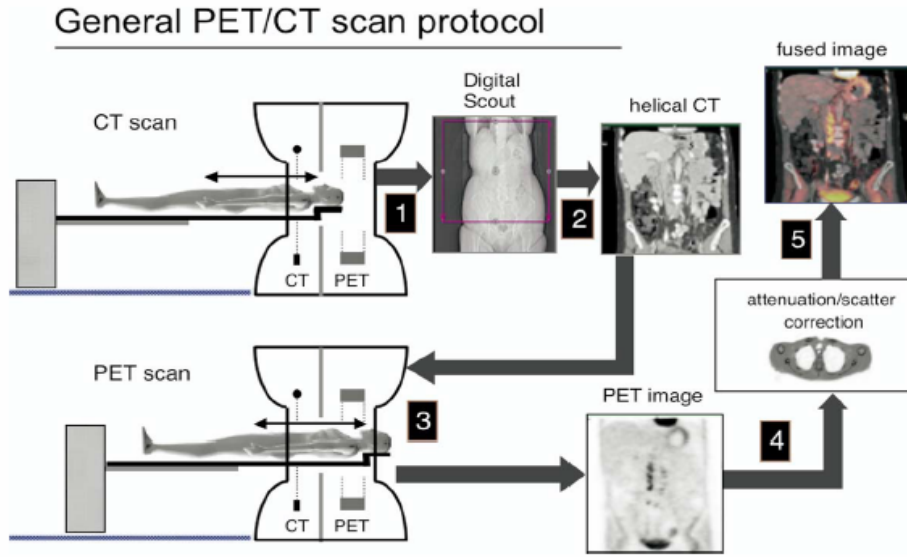 General PET/CT scan protocol
fused image
Digital
Scout
helical CT
CT scan
1
2
5
CT
PET
attenuation/scatter
correction
PET scan
3
PET image
4
CT
PET